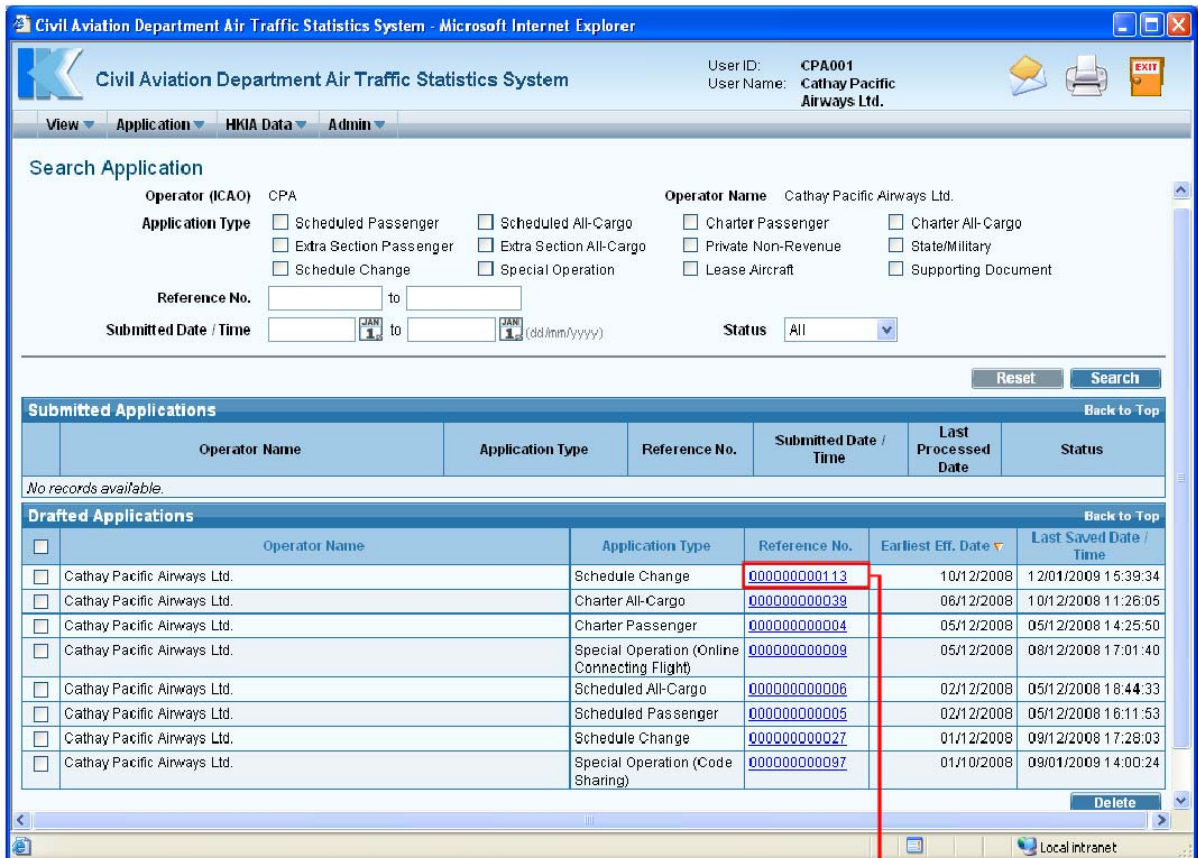 Civil Aviation Department Air Traffic Statistics System - Microsoft Internet Explorer
Civil Aviation Department Air Traffic Statistics System
User ID: CPA001
User Name: Cathay Pacific
Airways Ltd.
EXIT
View Application HKIA Data Admin
Search Application
Operator (ICAO) CPA Operator Name Cathay Pacific Airways Ltd.
Application Type Scheduled Passenger Scheduled All-Cargo Charter Passenger Charter All-Cargo
Extra Section Passenger Extra Section All-Cargo Private Non-Revenue State/Military
Schedule Change Special Operation Lease Aircraft Supporting Document
Reference No. to
Submitted Date / Time JAN 1 to JAN 1 (dd/mm/yyyy) Status All
Reset Search
Submitted Applications Back to Top
Operator Name Application Type Reference No. Submitted Date / Time Last Processed Date Status
No records available.
Drafted Applications Back to Top
Operator Name Application Type Reference No. Earliest Eff. Date Last Saved Date / Time
Cathay Pacific Airways Ltd. Schedule Change 000000000113 10/12/2008 12/01/2009 15:39:34
Cathay Pacific Airways Ltd. Charter All-Cargo 000000000039 06/12/2008 10/12/2008 11:26:05
Cathay Pacific Airways Ltd. Charter Passenger 000000000004 05/12/2008 05/12/2008 14:25:50
Cathay Pacific Airways Ltd. Special Operation (Online Connecting Flight) 000000000009 05/12/2008 08/12/2008 17:01:40
Cathay Pacific Airways Ltd. Scheduled All-Cargo 000000000006 02/12/2008 05/12/2008 18:44:33
Cathay Pacific Airways Ltd. Scheduled Passenger 000000000005 02/12/2008 05/12/2008 16:11:53
Cathay Pacific Airways Ltd. Schedule Change 000000000027 01/12/2008 09/12/2008 17:28:03
Cathay Pacific Airways Ltd. Special Operation (Code Sharing) 000000000097 01/10/2008 09/01/2009 14:00:24
Delete
Local intranet